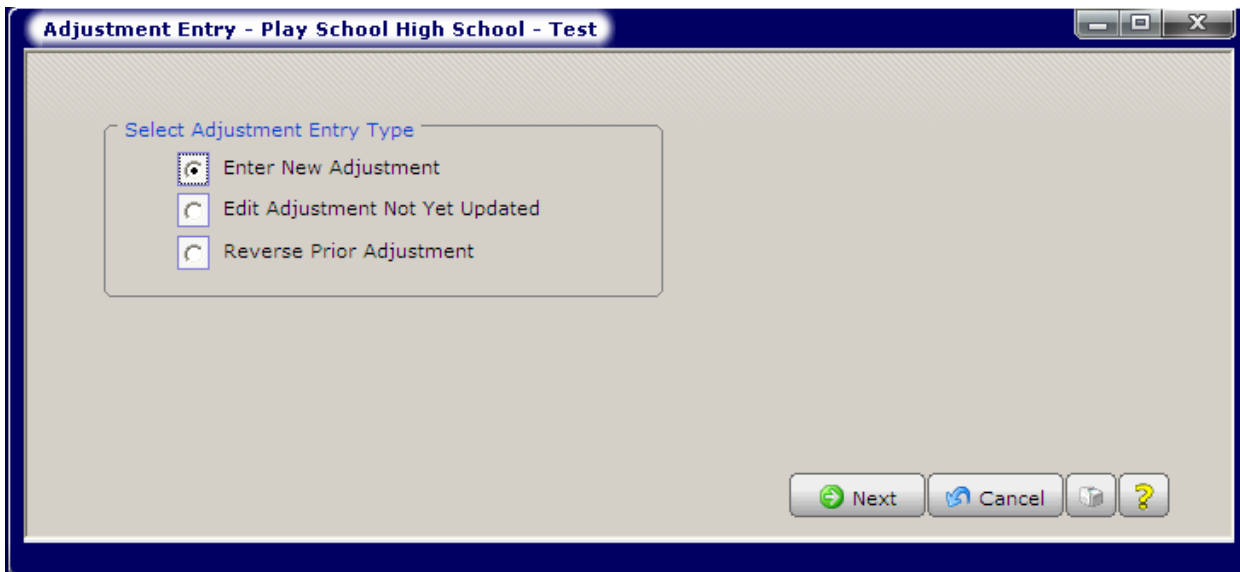 Adjustment Entry - Play School High School - Test
Select Adjustment Entry Type
Enter New Adjustment
Edit Adjustment Not Yet Updated
Reverse Prior Adjustment
Next Cancel ?